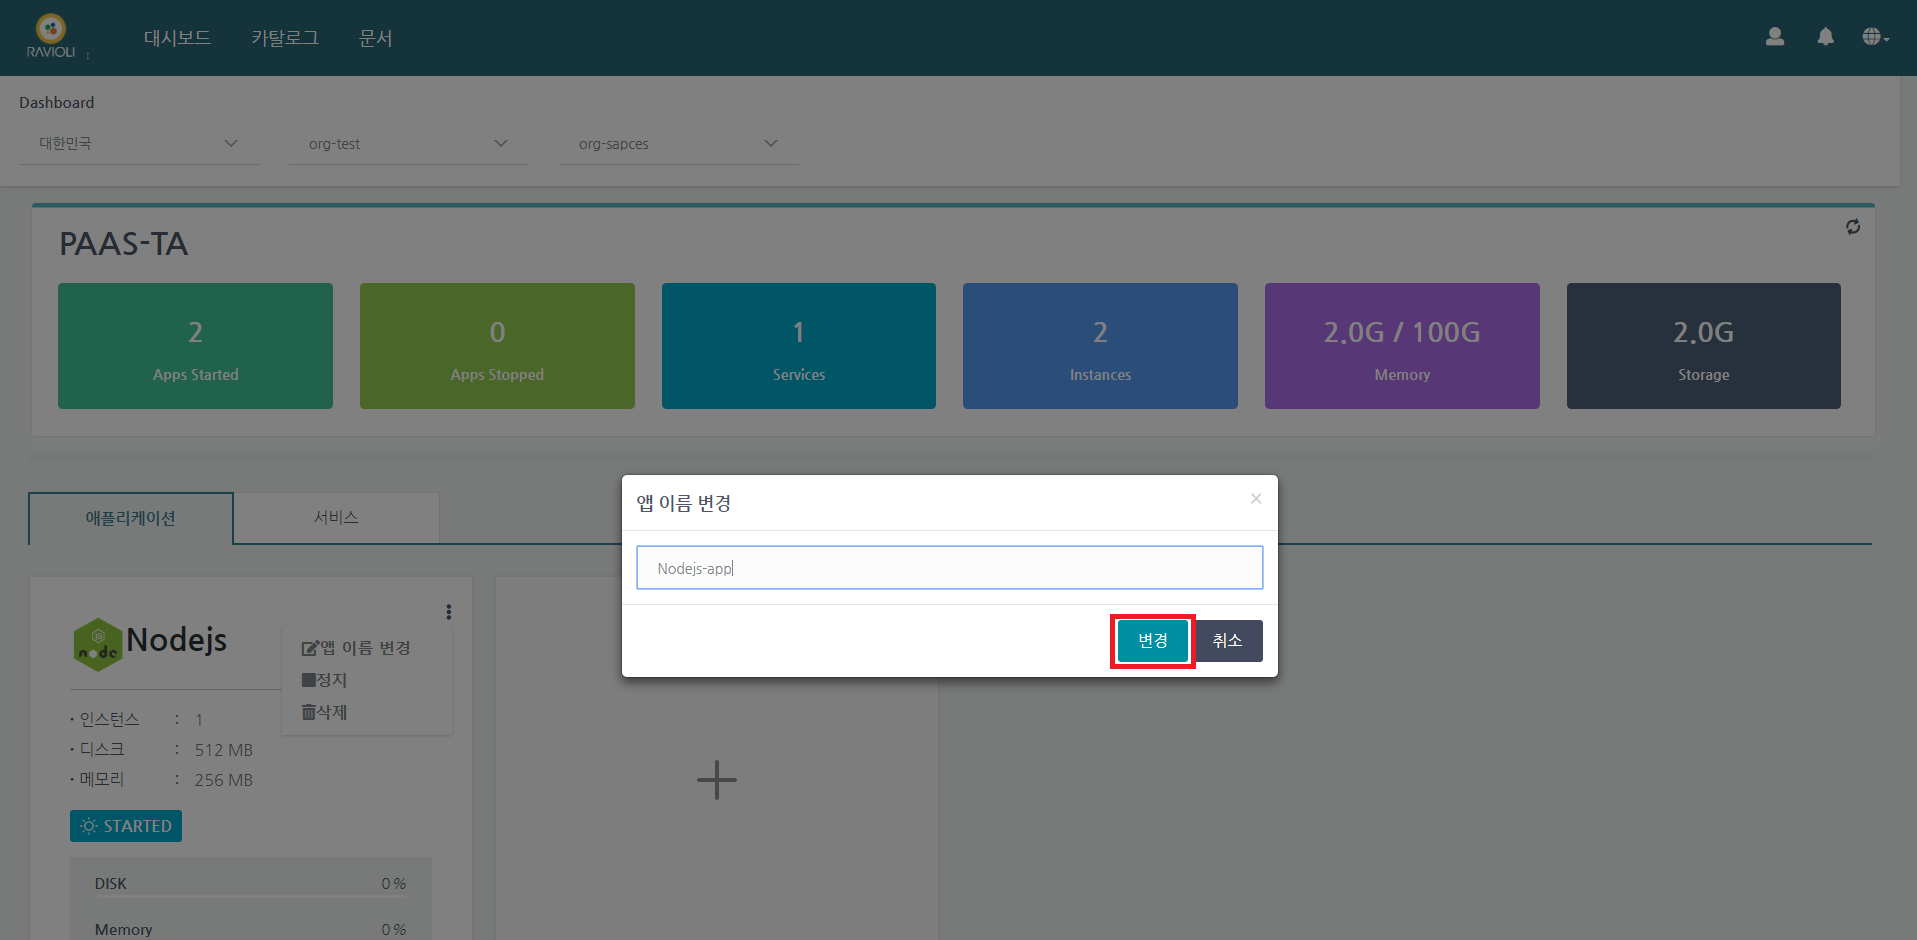 RAVIOLI
대시보드
카탈로그
문서
Dashboard
대한민국
org-test
org-sapces
PAAS-TA
2
Apps Started
0
Apps Stopped
1
Services
2
Instances
2.0G / 100G
Memory
2.0G
Storage
애플리케이션
서비스
앱 이름 변경
×
Nodejs-app
변경
취소
JS
node
Nodejs
앱 이름 변경
정지
삭제
· 인스턴스 : 1
· 디스크 : 512 MB
· 메모리 : 256 MB
STARTED
DISK 0 %
Memory 0 %